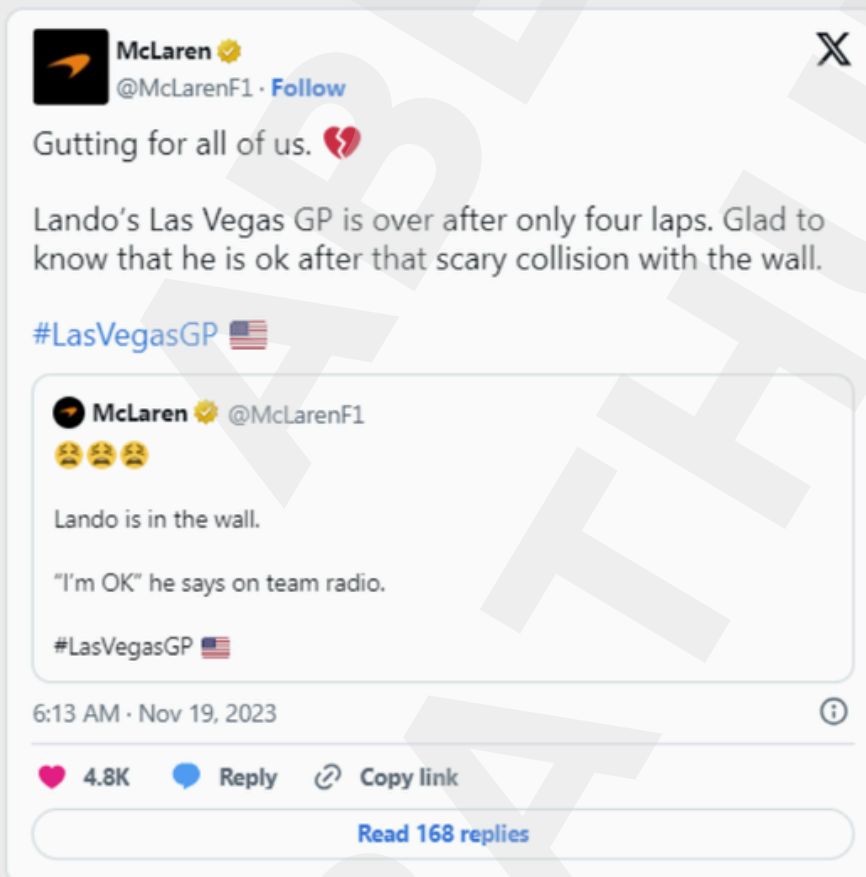 McLaren
@McLarenF1 · Follow
Gutting for all of us. 💔
Lando's Las Vegas GP is over after only four laps. Glad to
know that he is ok after that scary collision with the wall.
#LasVegasGP 🇺🇸
McLaren @McLarenF1
😫😫😫
Lando is in the wall.
"I'm OK" he says on team radio.
#LasVegasGP 🇺🇸
6:13 AM · Nov 19, 2023
4.8K Reply Copy link
Read 168 replies